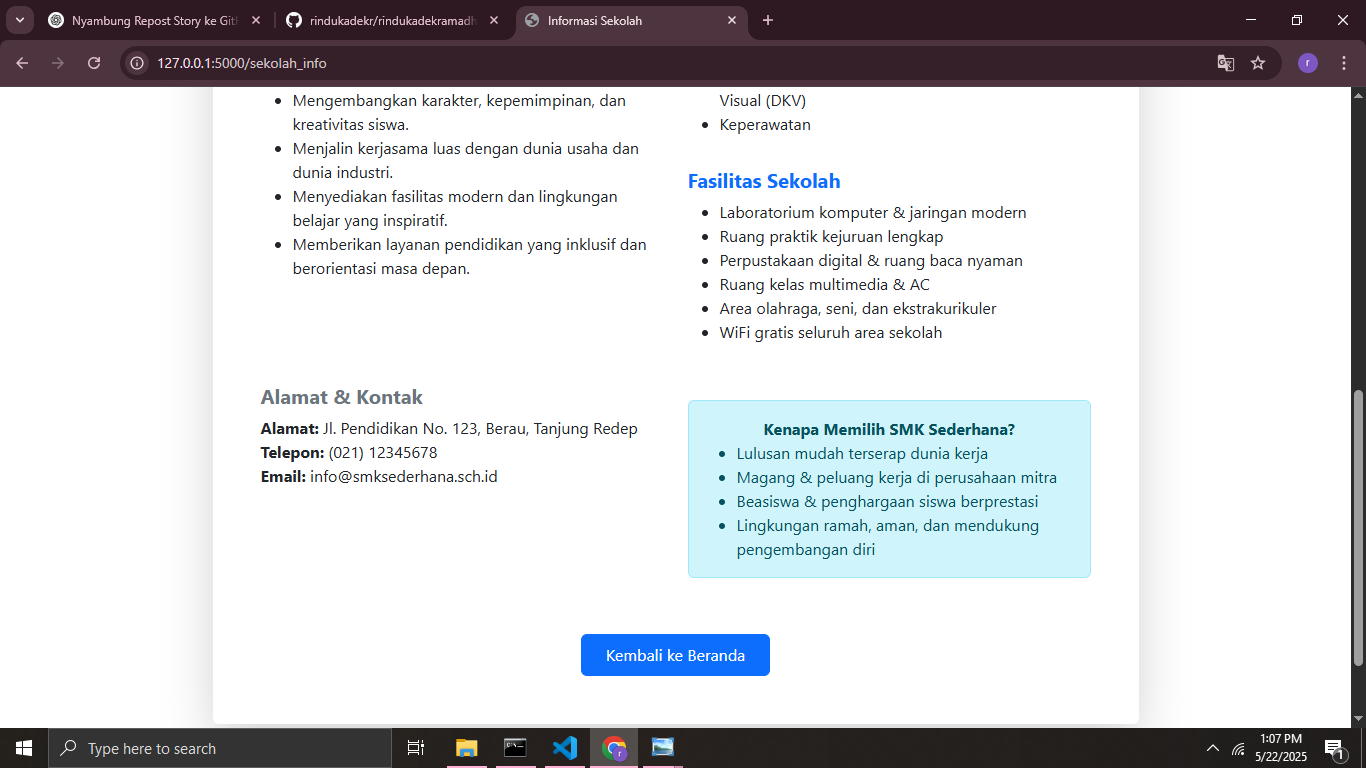 Nyambung Repost Story ke Gitl
rindukadekr/rindukadekramadh
Informasi Sekolah
127.0.0.1:5000/sekolah_info
r
Mengembangkan karakter, kepemimpinan, dan
kreativitas siswa.
Menjalin kerjasama luas dengan dunia usaha dan
dunia industri.
Menyediakan fasilitas modern dan lingkungan
belajar yang inspiratif.
Memberikan layanan pendidikan yang inklusif dan
berorientasi masa depan.
Visual (DKV)
Keperawatan
Fasilitas Sekolah
Laboratorium komputer & jaringan modern
Ruang praktik kejuruan lengkap
Perpustakaan digital & ruang baca nyaman
Ruang kelas multimedia & AC
Area olahraga, seni, dan ekstrakurikuler
WiFi gratis seluruh area sekolah
Alamat & Kontak
Alamat: Jl. Pendidikan No. 123, Berau, Tanjung Redep
Telepon: (021) 12345678
Email: info@smksederhana.sch.id
Kenapa Memilih SMK Sederhana?
Lulusan mudah terserap dunia kerja
Magang & peluang kerja di perusahaan mitra
Beasiswa & penghargaan siswa berprestasi
Lingkungan ramah, aman, dan mendukung
pengembangan diri
Kembali ke Beranda
Type here to search
r
1:07 PM
5/22/2025
1